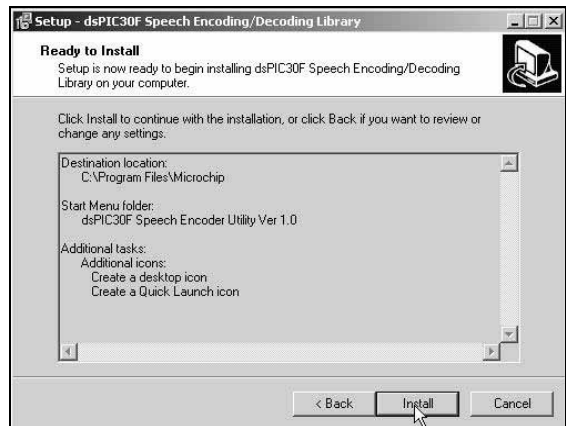 Setup - dsPIC30F Speech Encoding/Decoding Library
Ready to Install
Setup is now ready to begin installing dsPIC30F Speech Encoding/Decoding
Library on your computer.
Click Install to continue with the installation, or click Back if you want to review or
change any settings.
Destination location:
C:\Program Files\Microchip
Start Menu folder:
dsPIC30F Speech Encoder Utility Ver 1.0
Additional tasks:
Additional icons:
Create a desktop icon
Create a Quick Launch icon
< Back Install Cancel